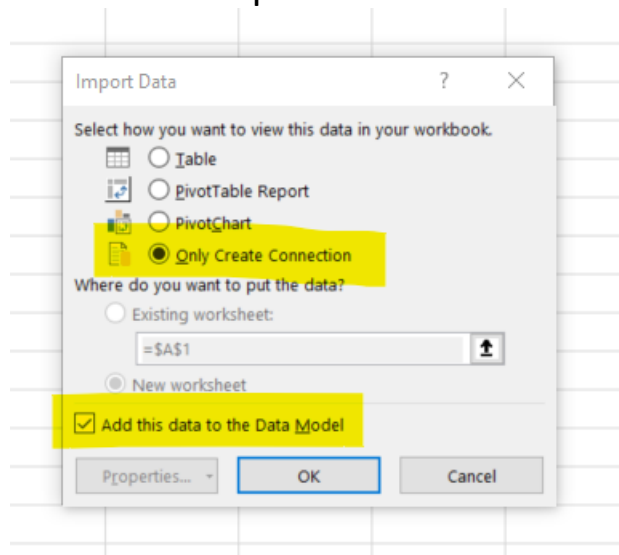 Import Data ? ×
Select how you want to view this data in your workbook.
Table
PivotTable Report
PivotChart
Only Create Connection
Where do you want to put the data?
Existing worksheet:
=$A$1
New worksheet
Add this data to the Data Model
Properties... OK Cancel